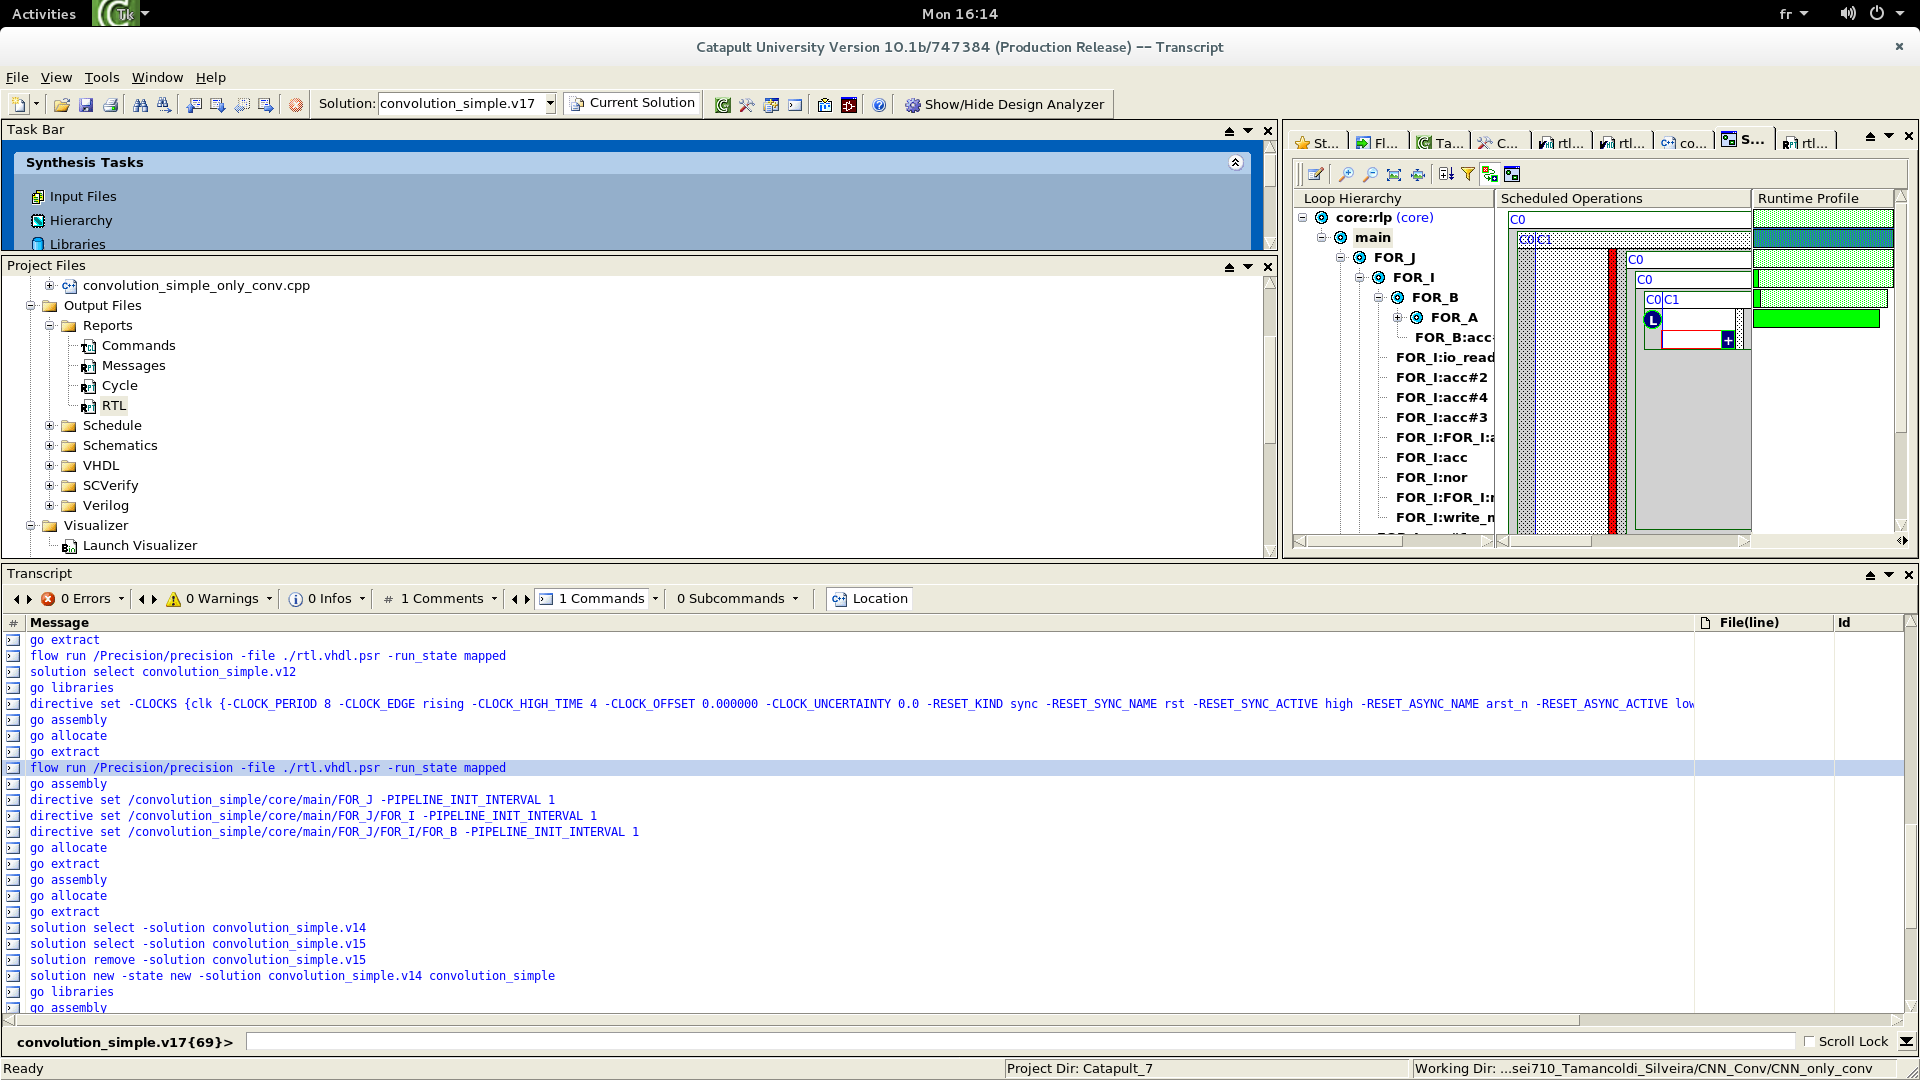 Activities Tk Mon 16:14 fr
Catapult University Version 10.1b/747384 (Production Release) -- Transcript
File View Tools Window Help
Solution: convolution_simple.v17 Current Solution Show/Hide Design Analyzer
Task Bar
Synthesis Tasks
Input Files
Hierarchy
Libraries
Project Files
convolution_simple_only_conv.cpp
Output Files
Reports
Commands
Messages
Cycle
RTL
Schedule
Schematics
VHDL
SCVerify
Verilog
Visualizer
Launch Visualizer
St... Fl... Ta... C... rtl... rtl... co... S... rtl...
Loop Hierarchy Scheduled Operations Runtime Profile
core:rlp (core) C0
main C0 C1
FOR_J C0
FOR_I C0
FOR_B C0 C1
FOR_A L
FOR_B:acc +
FOR_I:io_read
FOR_I:acc#2
FOR_I:acc#4
FOR_I:acc#3
FOR_I:FOR_I:a
FOR_I:acc
FOR_I:nor
FOR_I:FOR_I:r
FOR_I:write_m
Transcript
0 Errors 0 Warnings 0 Infos # 1 Comments 1 Commands 0 Subcommands Location
# Message File(line) Id
go extract
flow run /Precision/precision -file ./rtl.vhdl.psr -run_state mapped
solution select convolution_simple.v12
go libraries
directive set -CLOCKS {clk {-CLOCK_PERIOD 8 -CLOCK_EDGE rising -CLOCK_HIGH_TIME 4 -CLOCK_OFFSET 0.000000 -CLOCK_UNCERTAINTY 0.0 -RESET_KIND sync -RESET_SYNC_NAME rst -RESET_SYNC_ACTIVE high -RESET_ASYNC_NAME arst_n -RESET_ASYNC_ACTIVE low
go assembly
go allocate
go extract
flow run /Precision/precision -file ./rtl.vhdl.psr -run_state mapped
go assembly
directive set /convolution_simple/core/main/FOR_J -PIPELINE_INIT_INTERVAL 1
directive set /convolution_simple/core/main/FOR_J/FOR_I -PIPELINE_INIT_INTERVAL 1
directive set /convolution_simple/core/main/FOR_J/FOR_I/FOR_B -PIPELINE_INIT_INTERVAL 1
go allocate
go extract
go assembly
go allocate
go extract
solution select -solution convolution_simple.v14
solution select -solution convolution_simple.v15
solution remove -solution convolution_simple.v15
solution new -state new -solution convolution_simple.v14 convolution_simple
go libraries
go assembly
convolution_simple.v17{69}> Scroll Lock
Ready Project Dir: Catapult_7 Working Dir: ...sei710_Tamancoldi_Silveira/CNN_Conv/CNN_only_conv